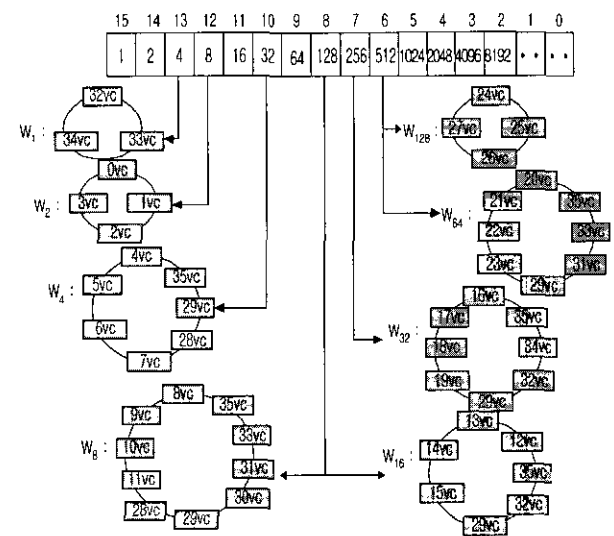 15 14 13 12 11 10 9 8 7 6 5 4 3 2 1 0
1 2 4 8 16 32 64 128 256 512 1024 2048 4096 8192 • • • •
W₁ :
32vc
34vc 33vc
W₂ :
0vc
3vc 1vc
2vc
W₄ :
4vc
5vc 35vc
29vc
6vc 28vc
7vc
W₈ :
8vc
9vc 35vc
10vc 33vc
11vc 31vc
28vc 30vc
29vc
W₁₂₈ :
24vc
27vc 25vc
26vc
W₆₄ :
21vc
22vc 33vc
23vc 31vc
29vc
W₃₂ :
16vc
17vc 35vc
18vc 34vc
19vc 32vc
29vc
W₁₆ :
13vc
14vc 12vc
35vc
15vc 32vc
29vc